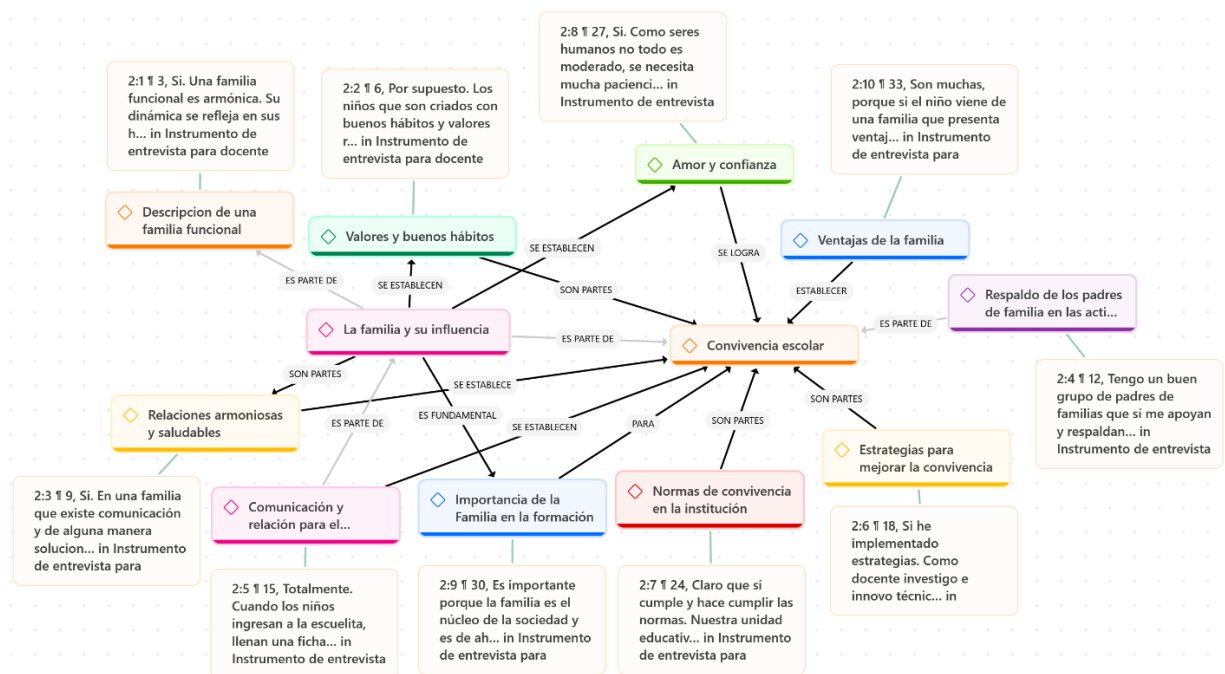 2:8 ¶ 27, Si. Como seres
humanos no todo es
moderado, se necesita
mucha pacienci... in
Instrumento de entrevista
2:1 ¶ 3, Si. Una familia
funcional es armónica. Su
dinámica se refleja en sus
h... in Instrumento de
entrevista para docente
2:2 ¶ 6, Por supuesto. Los
niños que son criados con
buenos hábitos y valores
r... in Instrumento de
entrevista para docente
2:10 ¶ 33, Son muchas,
porque si el niño viene de
una familia que presenta
ventaj... in Instrumento
de entrevista para
Amor y confianza
Descripcion de una
familia funcional
Valores y buenos hábitos
SE ESTABLECEN
SE LOGRA
Ventajas de la familia
ES PARTE DE
SE ESTABLECEN
SON PARTES
ESTABLECER
Respaldo de los padres
de familia en las acti...
La familia y su influencia
ES PARTE DE
Convivencia escolar
ES PARTE DE
SON PARTES
SE ESTABLECE
2:4 ¶ 12, Tengo un buen
grupo de padres de
familias que sí me apoyan
y respaldan... in
Instrumento de entrevista
Relaciones armoniosas
y saludables
ES PARTE DE
ES FUNDAMENTAL
SE ESTABLECEN
PARA
SON PARTES
SON PARTES
Estrategias para
mejorar la convivencia
2:3 ¶ 9, Si. En una familia
que existe comunicación
y de alguna manera
solucion... in Instrumento
de entrevista para
Comunicación y
relación para el...
Importancia de la
Familia en la formación
Normas de convivencia
en la institución
2:6 ¶ 18, Si he
implementado
estrategias. Como
docente investigo e
innovo técnic... in
2:5 ¶ 15, Totalmente.
Cuando los niños
ingresan a la escuelita,
llenan una ficha... in
Instrumento de entrevista
2:9 ¶ 30, Es importante
porque la familia es el
núcleo de la sociedad y
es de ah... in Instrumento
de entrevista para
2:7 ¶ 24, Claro que sí
cumple y hace cumplir las
normas. Nuestra unidad
educativ... in Instrumento
de entrevista para